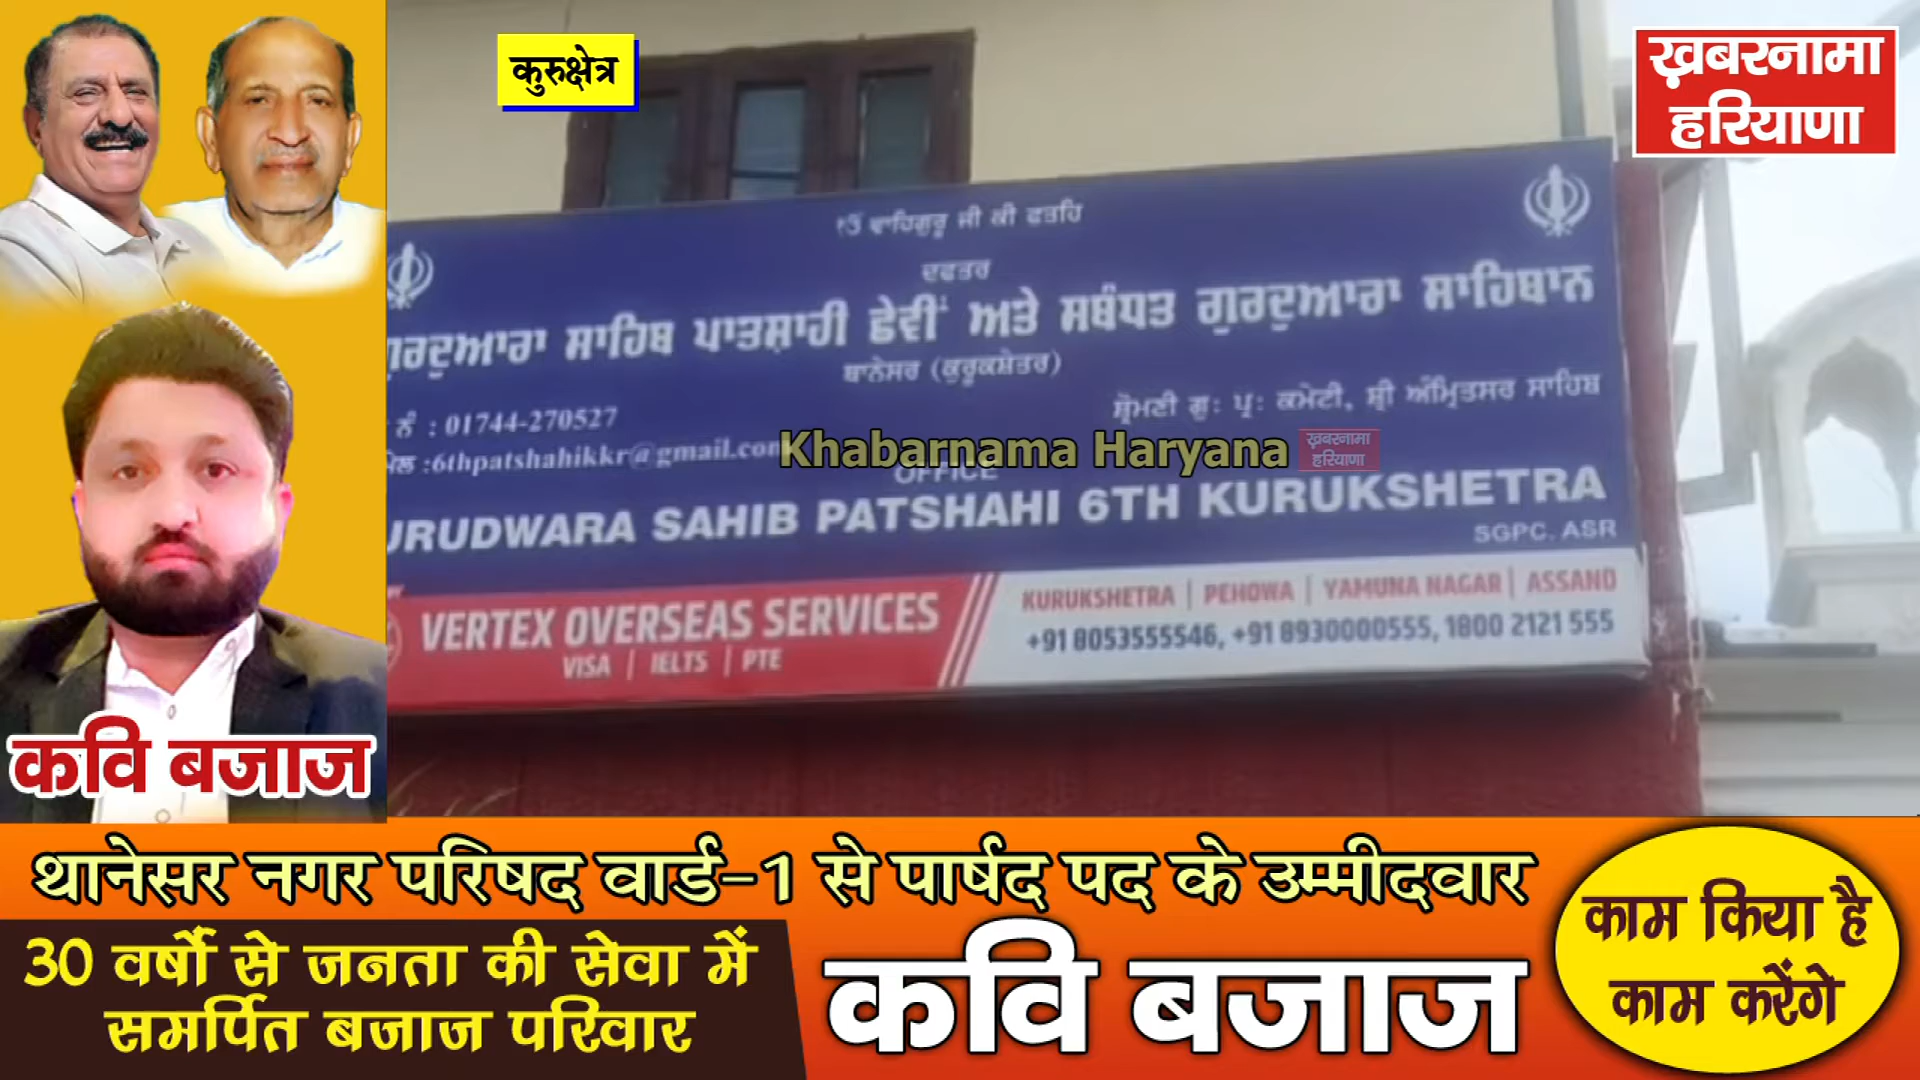 कुरुक्षेत्र
ख़बरनामा
हरियाणा
ਵਾਹਿਗੁਰੂ ਜੀ ਕੀ ਫਤਹਿ
ਦਫਤਰ
ਗੁਰਦੁਆਰਾ ਸਾਹਿਬ ਪਾਤਸ਼ਾਹੀ ਛੇਵੀਂ ਅਤੇ ਸਬੰਧਤ ਗੁਰਦੁਆਰਾ ਸਾਹਿਬਾਨ
ਥਾਨੇਸਰ (ਕੁਰੂਕਸ਼ੇਤਰ)
ਨੰ : 01744-270527
ਸ਼੍ਰੋਮਣੀ ਗੁ: ਪ੍ਰ: ਕਮੇਟੀ, ਸ਼੍ਰੀ ਅੰਮ੍ਰਿਤਸਰ ਸਾਹਿਬ
:6thpatshahikkr@gmail.com
Khabarnama Haryana
ख़बरनामा
हरियाणा
OFFICE
URUDWARA SAHIB PATSHAHI 6TH KURUKSHETRA
SGPC. ASR
VERTEX OVERSEAS SERVICES
VISA | IELTS | PTE
KURUKSHETRA | PEHOWA | YAMUNA NAGAR | ASSAND
+91 8053555546, +91 8930000555, 1800 2121 555
कवि बजाज
थानेसर नगर परिषद वार्ड-1 से पार्षद पद के उम्मीदवार
30 वर्षो से जनता की सेवा में
समर्पित बजाज परिवार
कवि बजाज
काम किया है
काम करेंगे